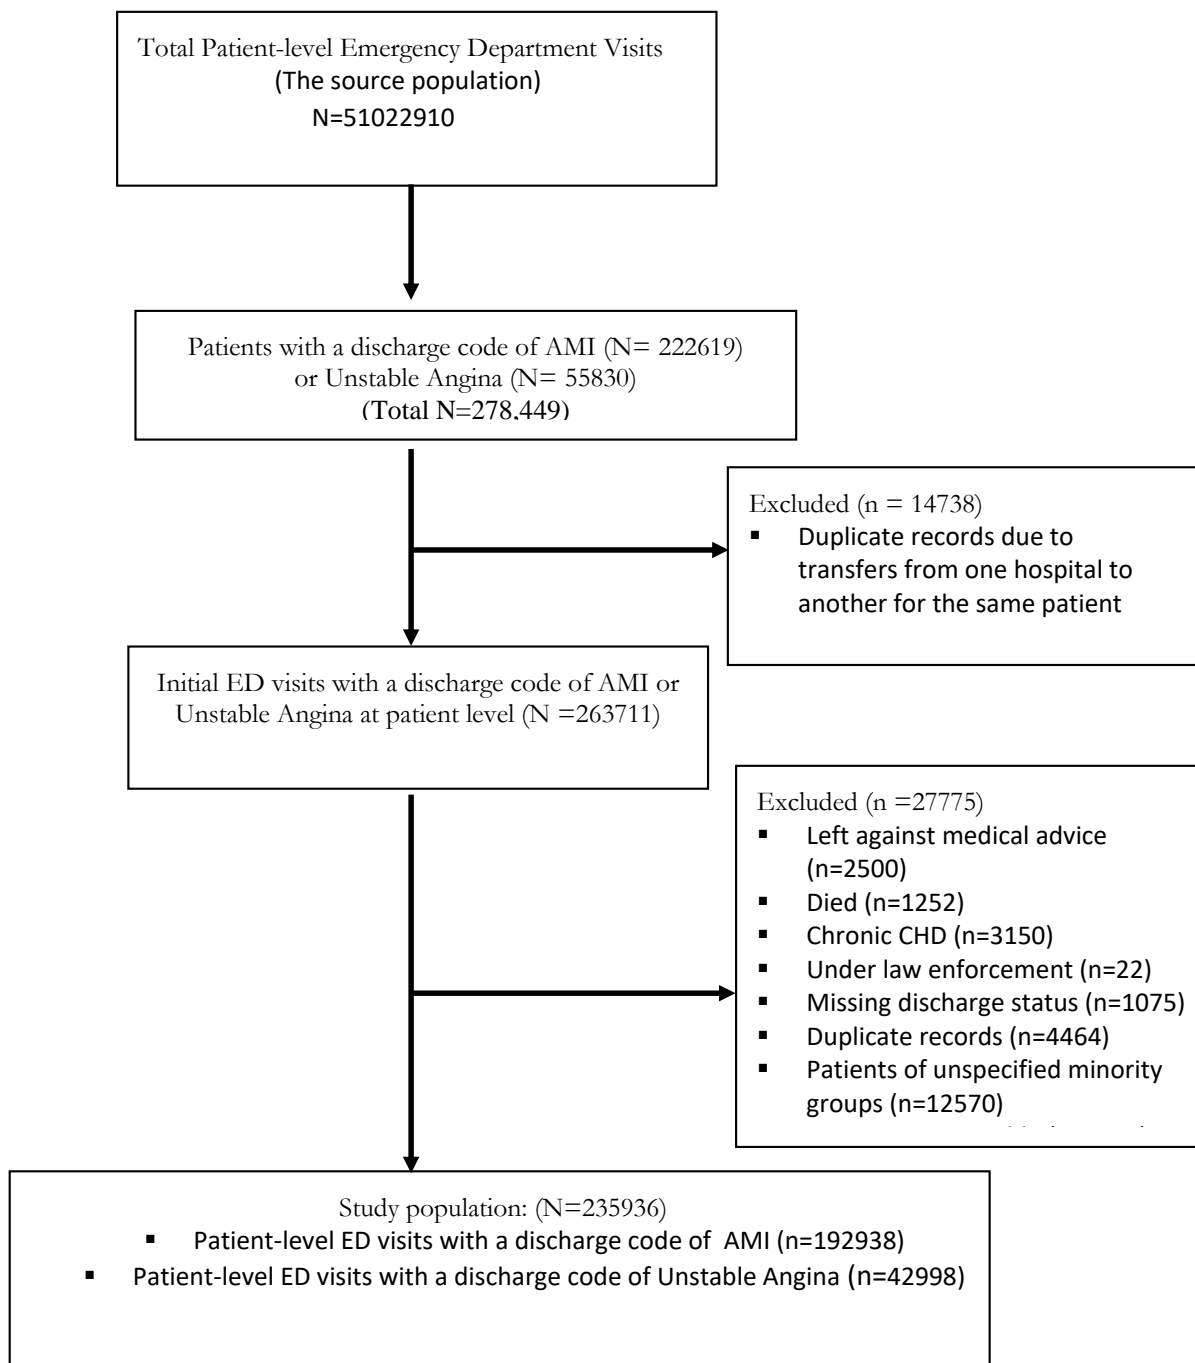 Total Patient-level Emergency Department Visits
(The source population)
N=51022910
Patients with a discharge code of AMI (N= 222619)
or Unstable Angina (N= 55830)
(Total N=278,449)
Excluded (n = 14738)
▪ Duplicate records due to
transfers from one hospital to
another for the same patient
Initial ED visits with a discharge code of AMI or
Unstable Angina at patient level (N =263711)
Excluded (n =27775)
▪ Left against medical advice
(n=2500)
▪ Died (n=1252)
▪ Chronic CHD (n=3150)
▪ Under law enforcement (n=22)
▪ Missing discharge status (n=1075)
▪ Duplicate records (n=4464)
▪ Patients of unspecified minority
groups (n=12570)
Study population: (N=235936)
▪ Patient-level ED visits with a discharge code of  AMI (n=192938)
▪ Patient-level ED visits with a discharge code of Unstable Angina (n=42998)